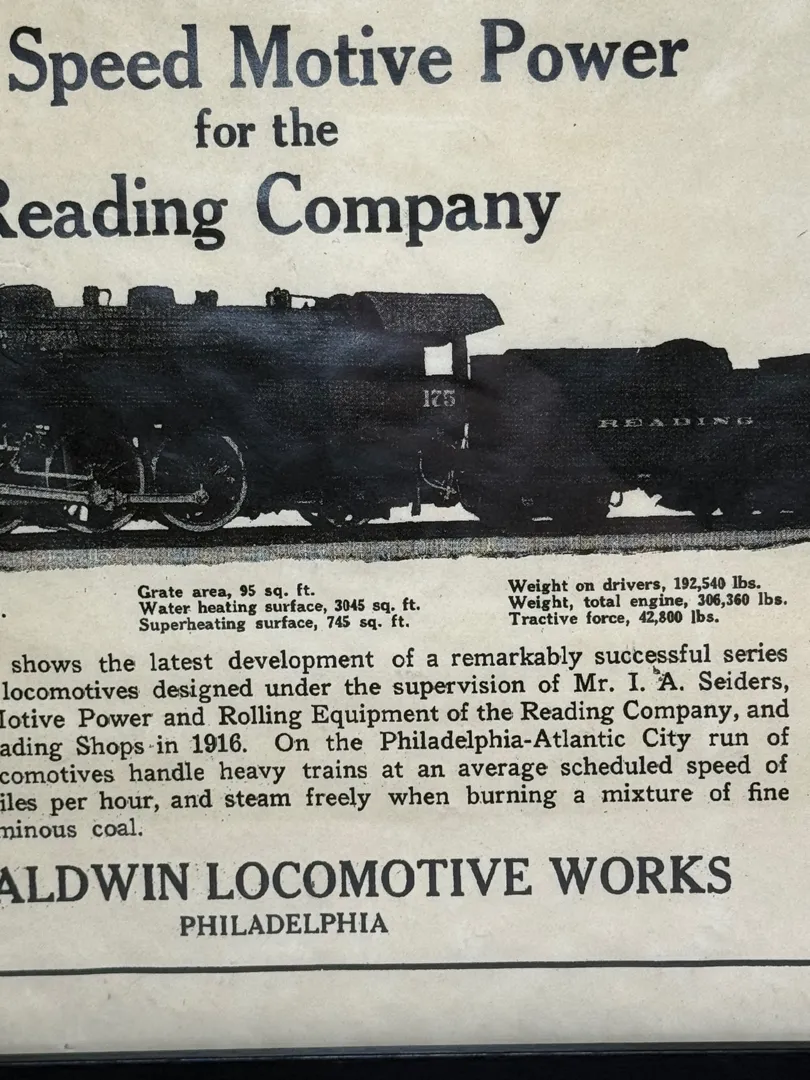 Speed Motive Power
for the
Reading Company
175
READING
Grate area, 95 sq. ft.
Water heating surface, 3045 sq. ft.
Superheating surface, 745 sq. ft.
Weight on drivers, 192,540 lbs.
Weight, total engine, 306,360 lbs.
Tractive force, 42,800 lbs.
shows the latest development of a remarkably successful series
locomotives designed under the supervision of Mr. I. A. Seiders,
otive Power and Rolling Equipment of the Reading Company, and
ading Shops in 1916. On the Philadelphia-Atlantic City run of
comotives handle heavy trains at an average scheduled speed of
iles per hour, and steam freely when burning a mixture of fine
minous coal.
ALDWIN LOCOMOTIVE WORKS
PHILADELPHIA